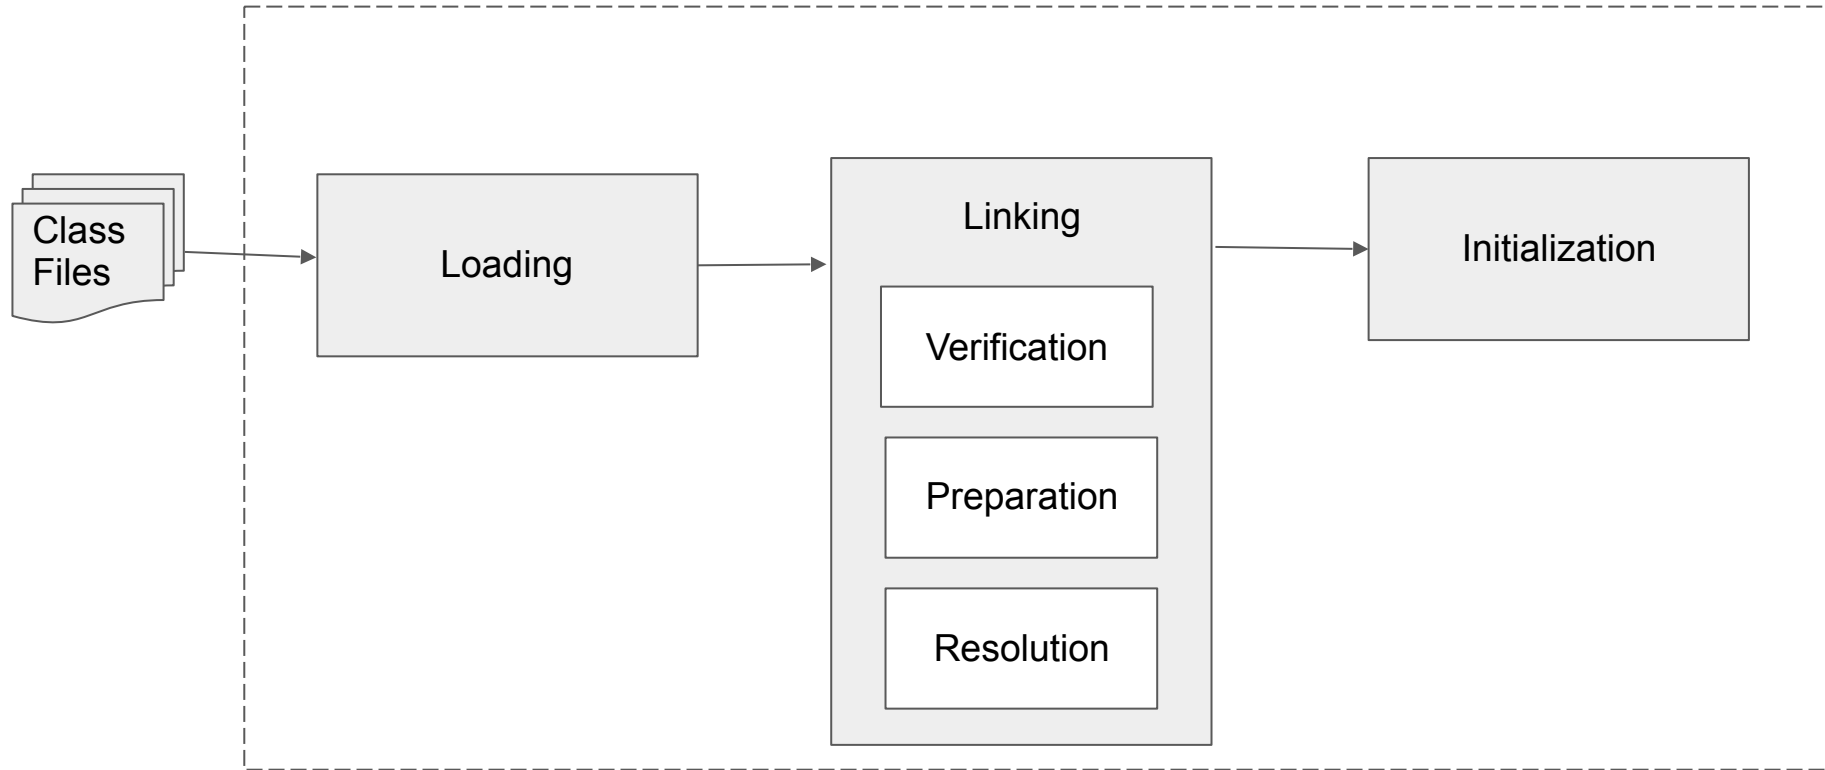 Class
Files
Loading
Linking
Verification
Preparation
Resolution
Initialization